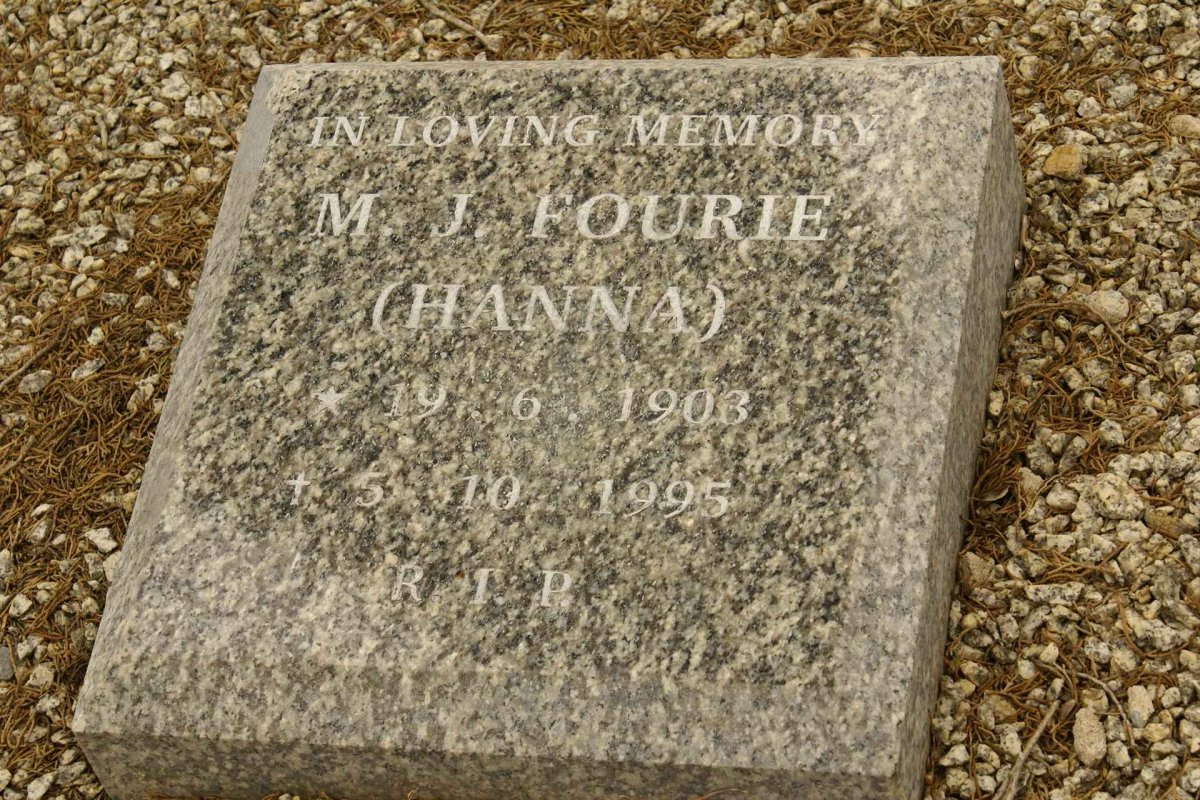 IN LOVING MEMORY
M. J. FOURIE
(HANNA)
★ 19 . 6 . 1903
† 5 . 10 . 1995
R. I. P.